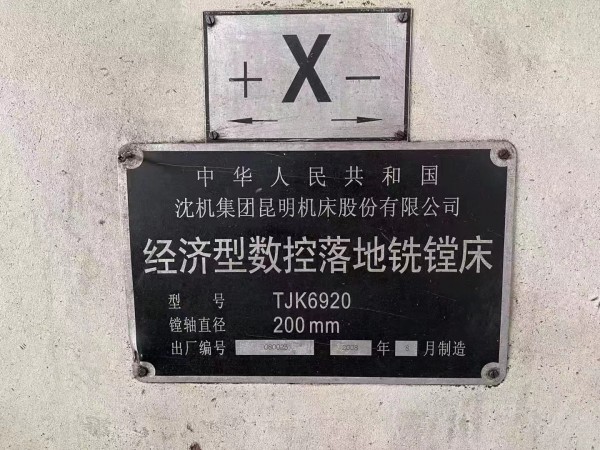 + X −
中华人民共和国
沈机集团昆明机床股份有限公司
经济型数控落地铣镗床
型 号 TJK6920
镗轴直径 200mm
出厂编号 年 月制造